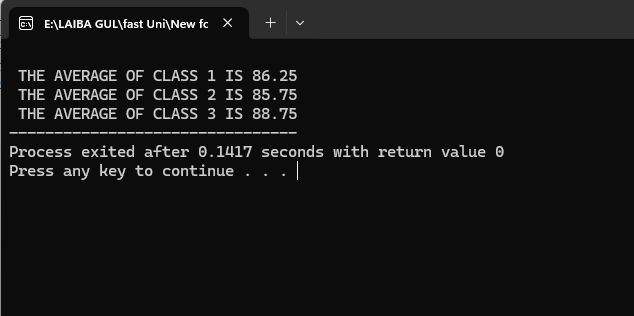 E:\LAIBA GUL\fast Uni\New fc
THE AVERAGE OF CLASS 1 IS 86.25
THE AVERAGE OF CLASS 2 IS 85.75
THE AVERAGE OF CLASS 3 IS 88.75
--------------------------------
Process exited after 0.1417 seconds with return value 0
Press any key to continue . . .